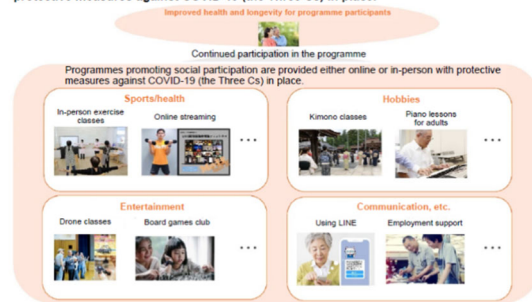 Improved health and longevity for programme participants
Continued participation in the programme
Programmes promoting social participation are provided either online or in-person with protective
measures against COVID-19 (the Three Cs) in place.
Sports/health
In-person exercise
classes
Online streaming
...
Hobbies
Kimono classes
Piano lessons
for adults
...
Entertainment
Drone classes
Board games club
...
Communication, etc.
Using LINE
Employment support
...